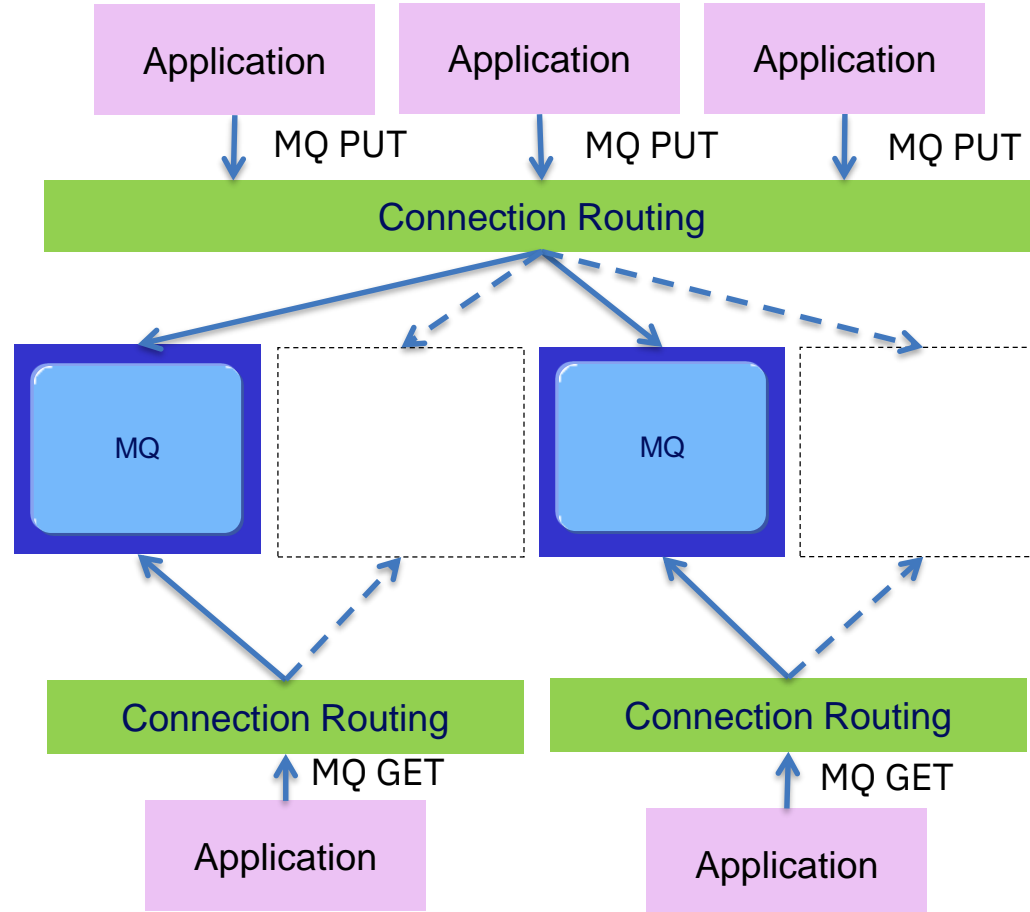 Application
Application
Application
MQ PUT
MQ PUT
MQ PUT
Connection Routing
MQ
MQ
Connection Routing
Connection Routing
MQ GET
MQ GET
Application
Application